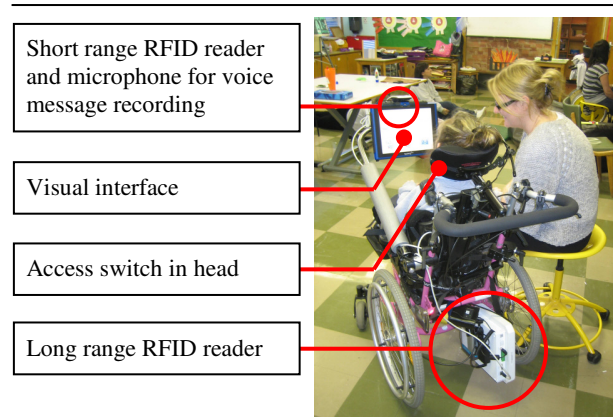 Short range RFID reader
and microphone for voice
message recording
Visual interface
Access switch in head
Long range RFID reader